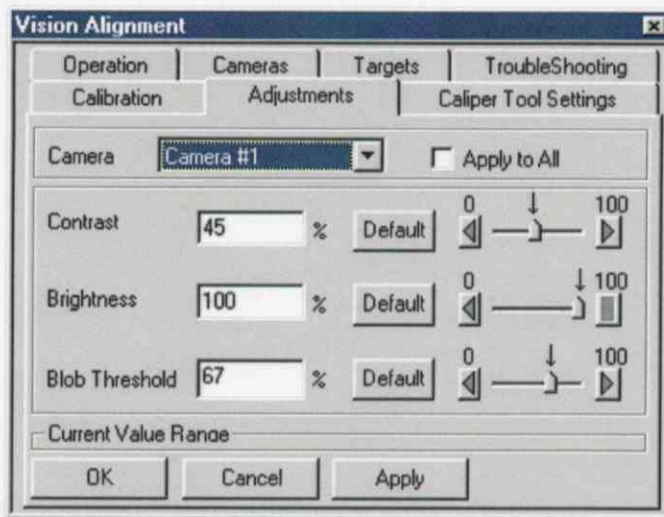 Vision Alignment
Operation Cameras Targets TroubleShooting
Calibration Adjustments Caliper Tool Settings
Camera Camera #1 Apply to All
0 100
Contrast 45 % Default
0 100
Brightness 100 % Default
0 100
Blob Threshold 67 % Default
Current Value Range
OK Cancel Apply